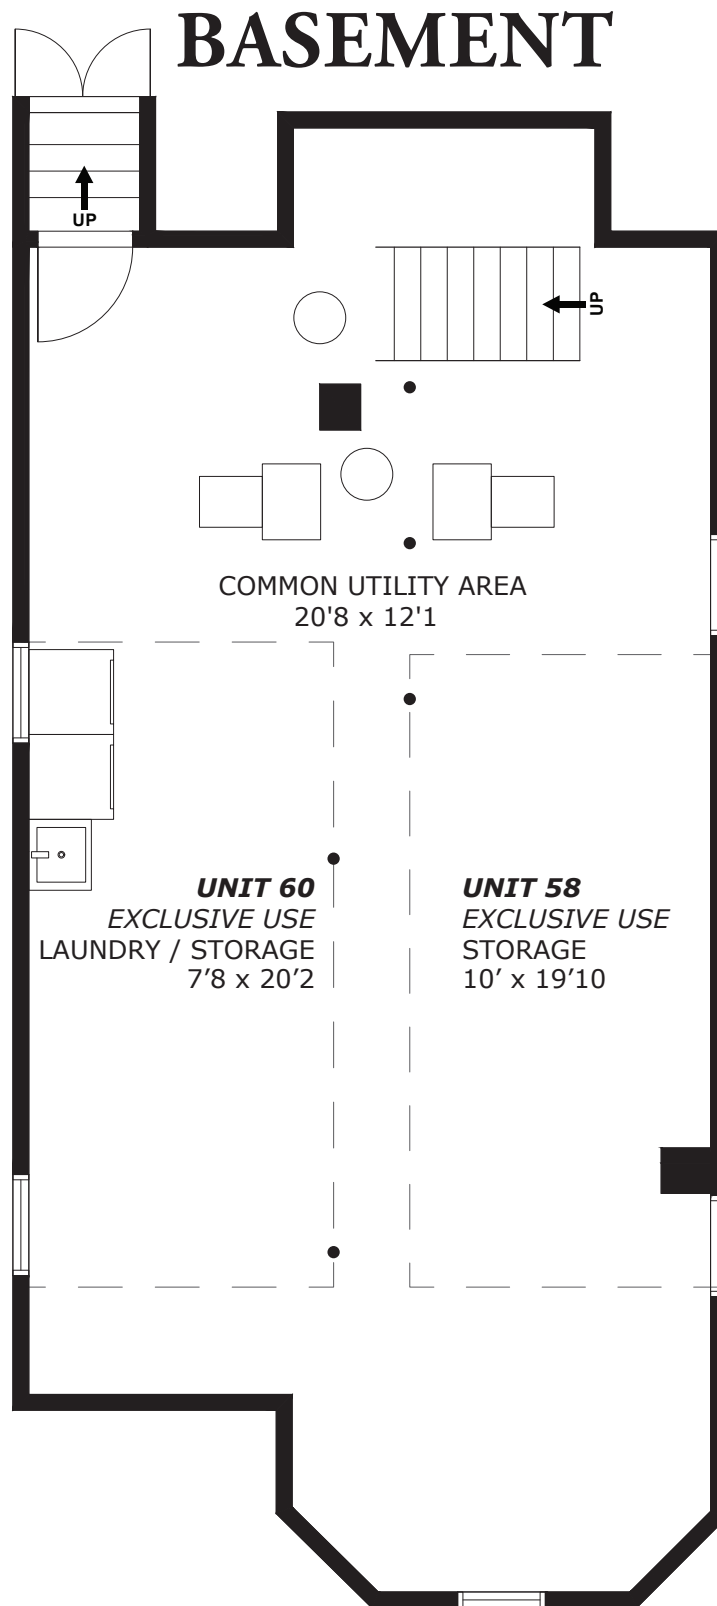 BASEMENT
UP
UP
COMMON UTILITY AREA
20'8 x 12'1
UNIT 60
EXCLUSIVE USE
LAUNDRY / STORAGE
7’8 x 20’2
UNIT 58
EXCLUSIVE USE
STORAGE
10’ x 19’10